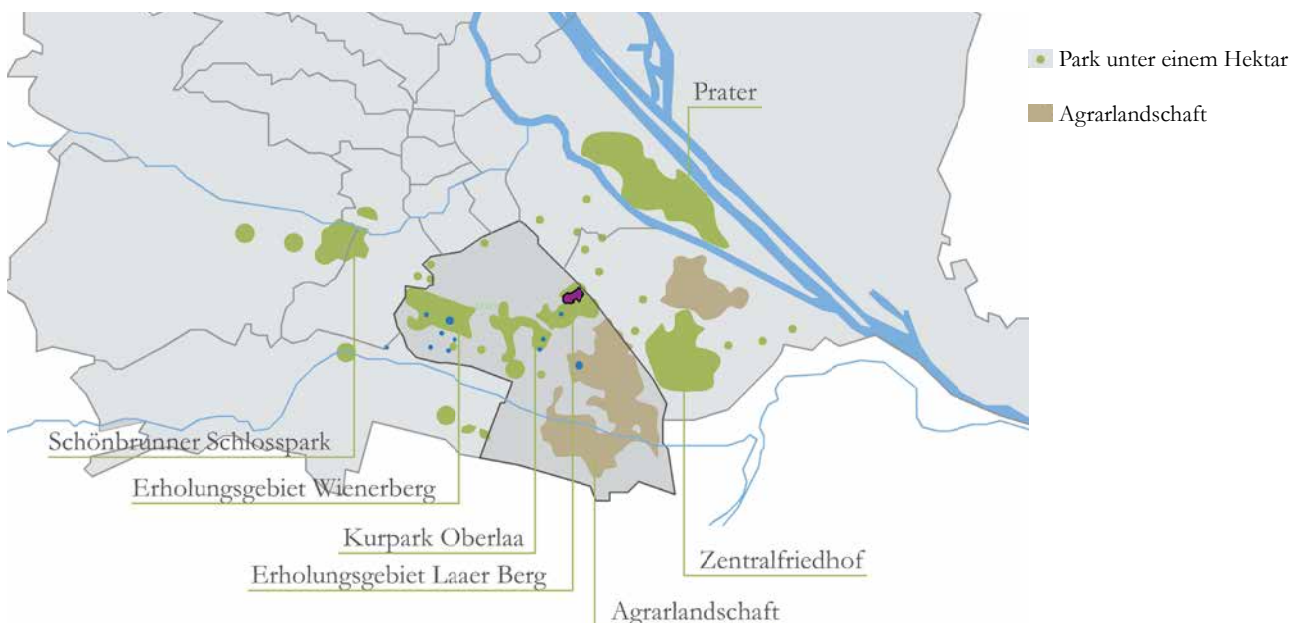 Park unter einem Hektar
Prater
Agrarlandschaft
Schönbrunner Schlosspark
Erholungsgebiet Wienerberg
Kurpark Oberlaa
Zentralfriedhof
Erholungsgebiet Laaer Berg
Agrarlandschaft